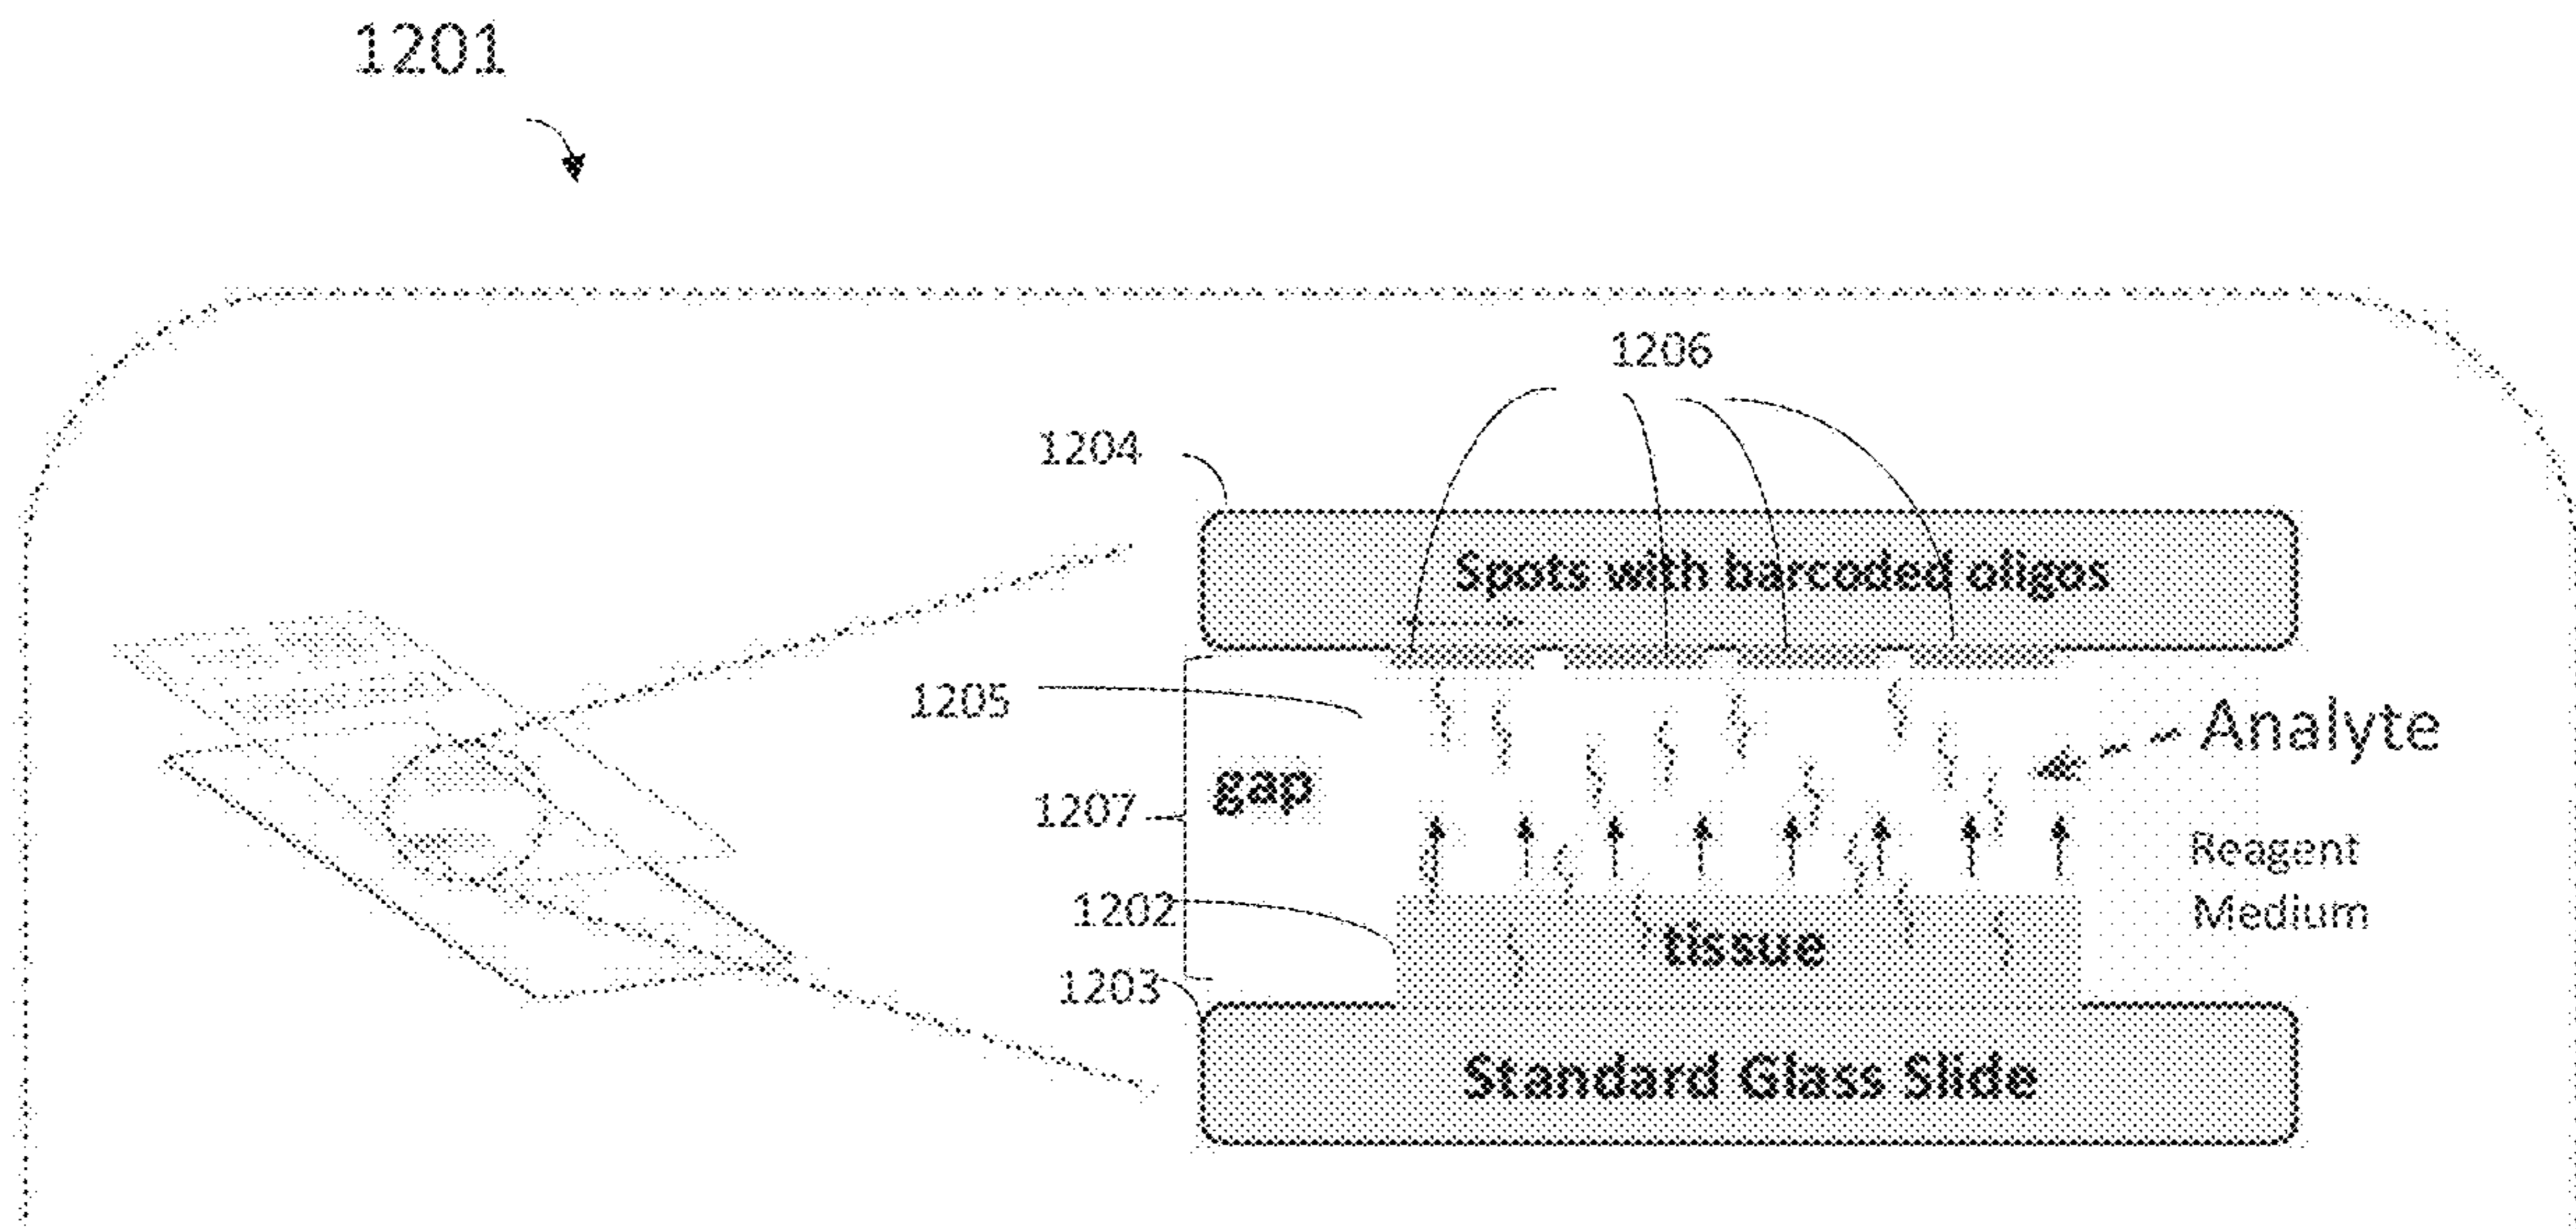 1201
1206
1204
Spots with barcoded oligos
1205
Analyte
gap
1207
Reagent
Medium
1202
tissue
1203
Standard Glass Slide